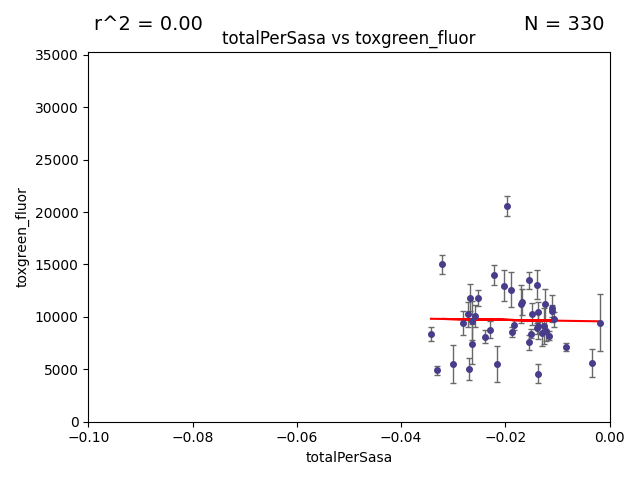 r^2 = 0.00
N = 330
totalPerSasa vs toxgreen_fluor
35000
30000
25000
20000
15000
10000
5000
0
toxgreen_fluor
−0.10
−0.08
−0.06
−0.04
−0.02
0.00
totalPerSasa